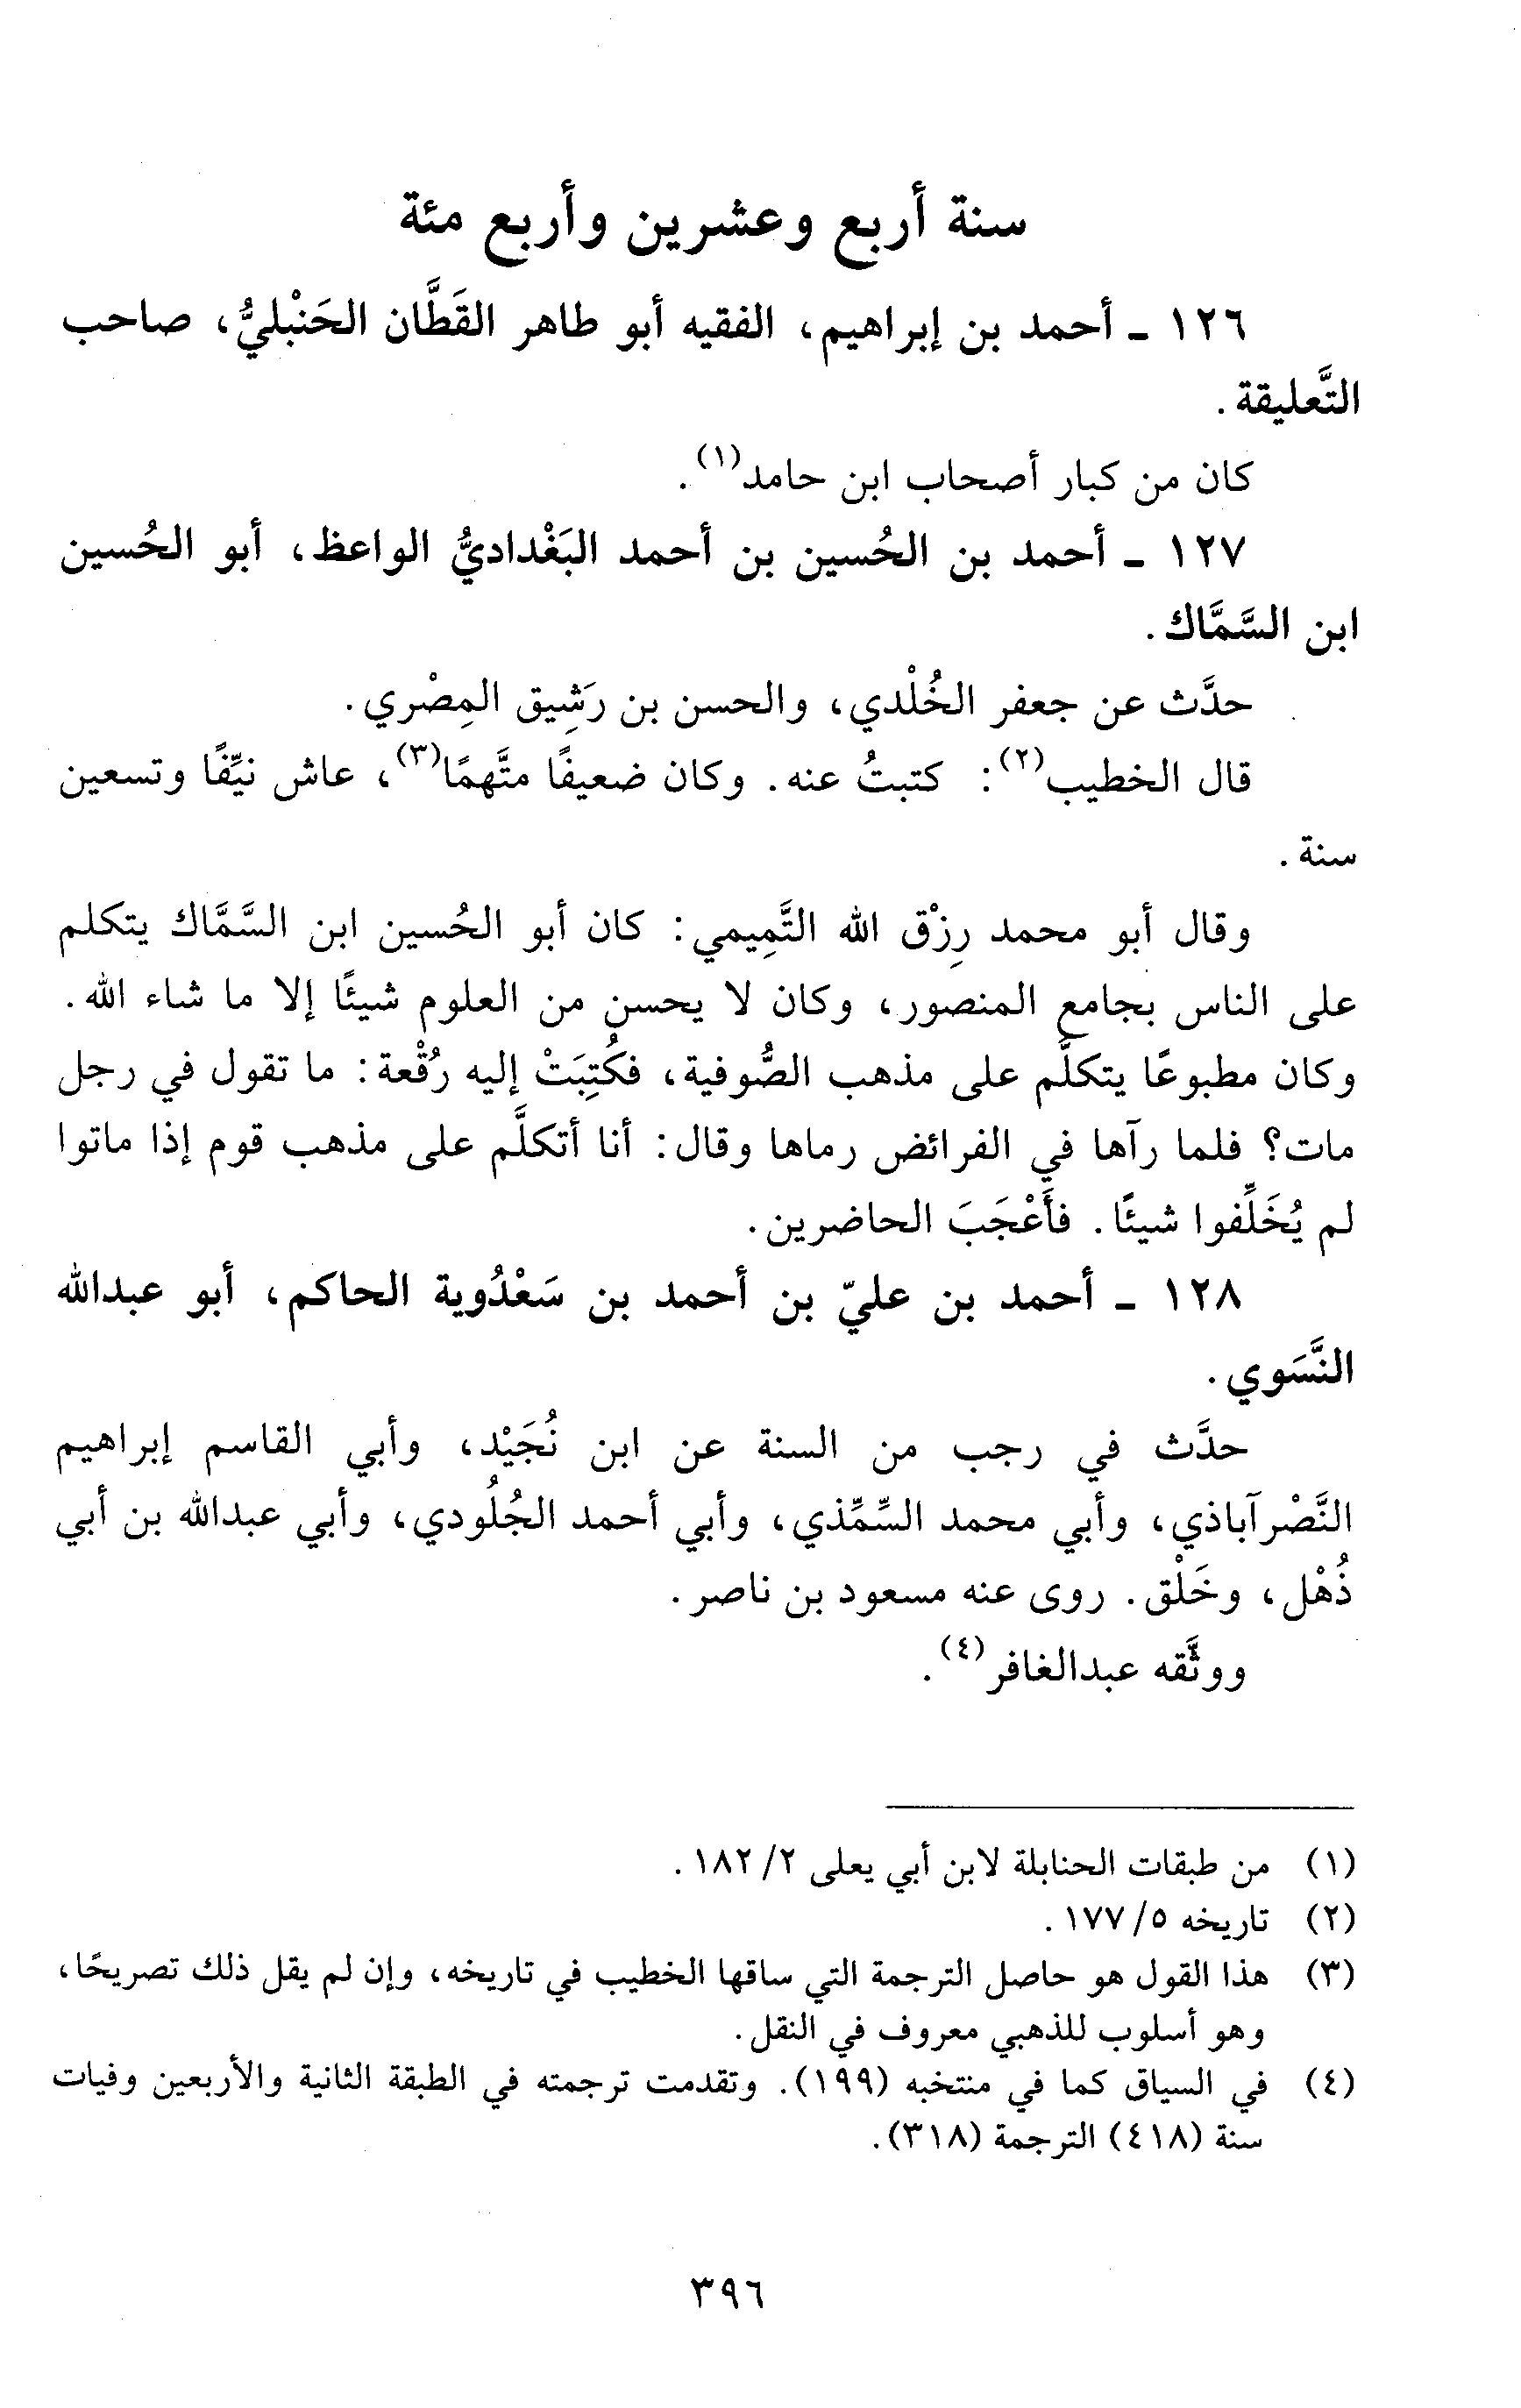 سنة أربع وعشرين وأربع مئة
١٢٦ ـ أحمد بن إبراهيم، الفقيه أبو طاهر القَطَّان الحَنْبليُّ، صاحب
التَّعليقة.
كان من كبار أصحاب ابن حامد(١).
١٢٧ ـ أحمد بن الحُسين بن أحمد البَغْداديُّ الواعظ، أبو الحُسين
ابن السَّمَّاك.
حدَّث عن جعفر الخُلْدي، والحسن بن رَشِيق المِصْري.
قال الخطيب(٢): كتبتُ عنه. وكان ضعيفًا متَّهمًا(٣)، عاش نيِّفًا وتسعين
سنة.
وقال أبو محمد رِزْق الله التَّمِيمي: كان أبو الحُسين ابن السَّمَّاك يتكلم
على الناس بجامع المنصور، وكان لا يحسن من العلوم شيئًا إلا ما شاء الله.
وكان مطبوعًا يتكلَّم على مذهب الصُّوفية، فكُتِبَتْ إليه رُقْعة: ما تقول في رجل
مات؟ فلما رآها في الفرائض رماها وقال: أنا أتكلَّم على مذهب قوم إذا ماتوا
لم يُخَلِّفوا شيئًا. فأَعْجَبَ الحاضرين.
١٢٨ ـ أحمد بن عليّ بن أحمد بن سَعْدُوية الحاكم، أبو عبدالله
النَّسَوي.
حدَّث في رجب من السنة عن ابن نُجَيْد، وأبي القاسم إبراهيم
النَّصْرآباذي، وأبي محمد السِّمِّذي، وأبي أحمد الجُلُودي، وأبي عبدالله بن أبي
ذُهْل، وخَلْق. روى عنه مسعود بن ناصر.
ووثَّقه عبدالغافر(٤).
(١) من طبقات الحنابلة لابن أبي يعلى ٢/ ١٨٢.
(٢) تاريخه ٥/ ١٧٧.
(٣) هذا القول هو حاصل الترجمة التي ساقها الخطيب في تاريخه، وإن لم يقل ذلك تصريحًا،
وهو أسلوب للذهبي معروف في النقل.
(٤) في السياق كما في منتخبه (١٩٩). وتقدمت ترجمته في الطبقة الثانية والأربعين وفيات
سنة (٤١٨) الترجمة (٣١٨).
٣٩٦